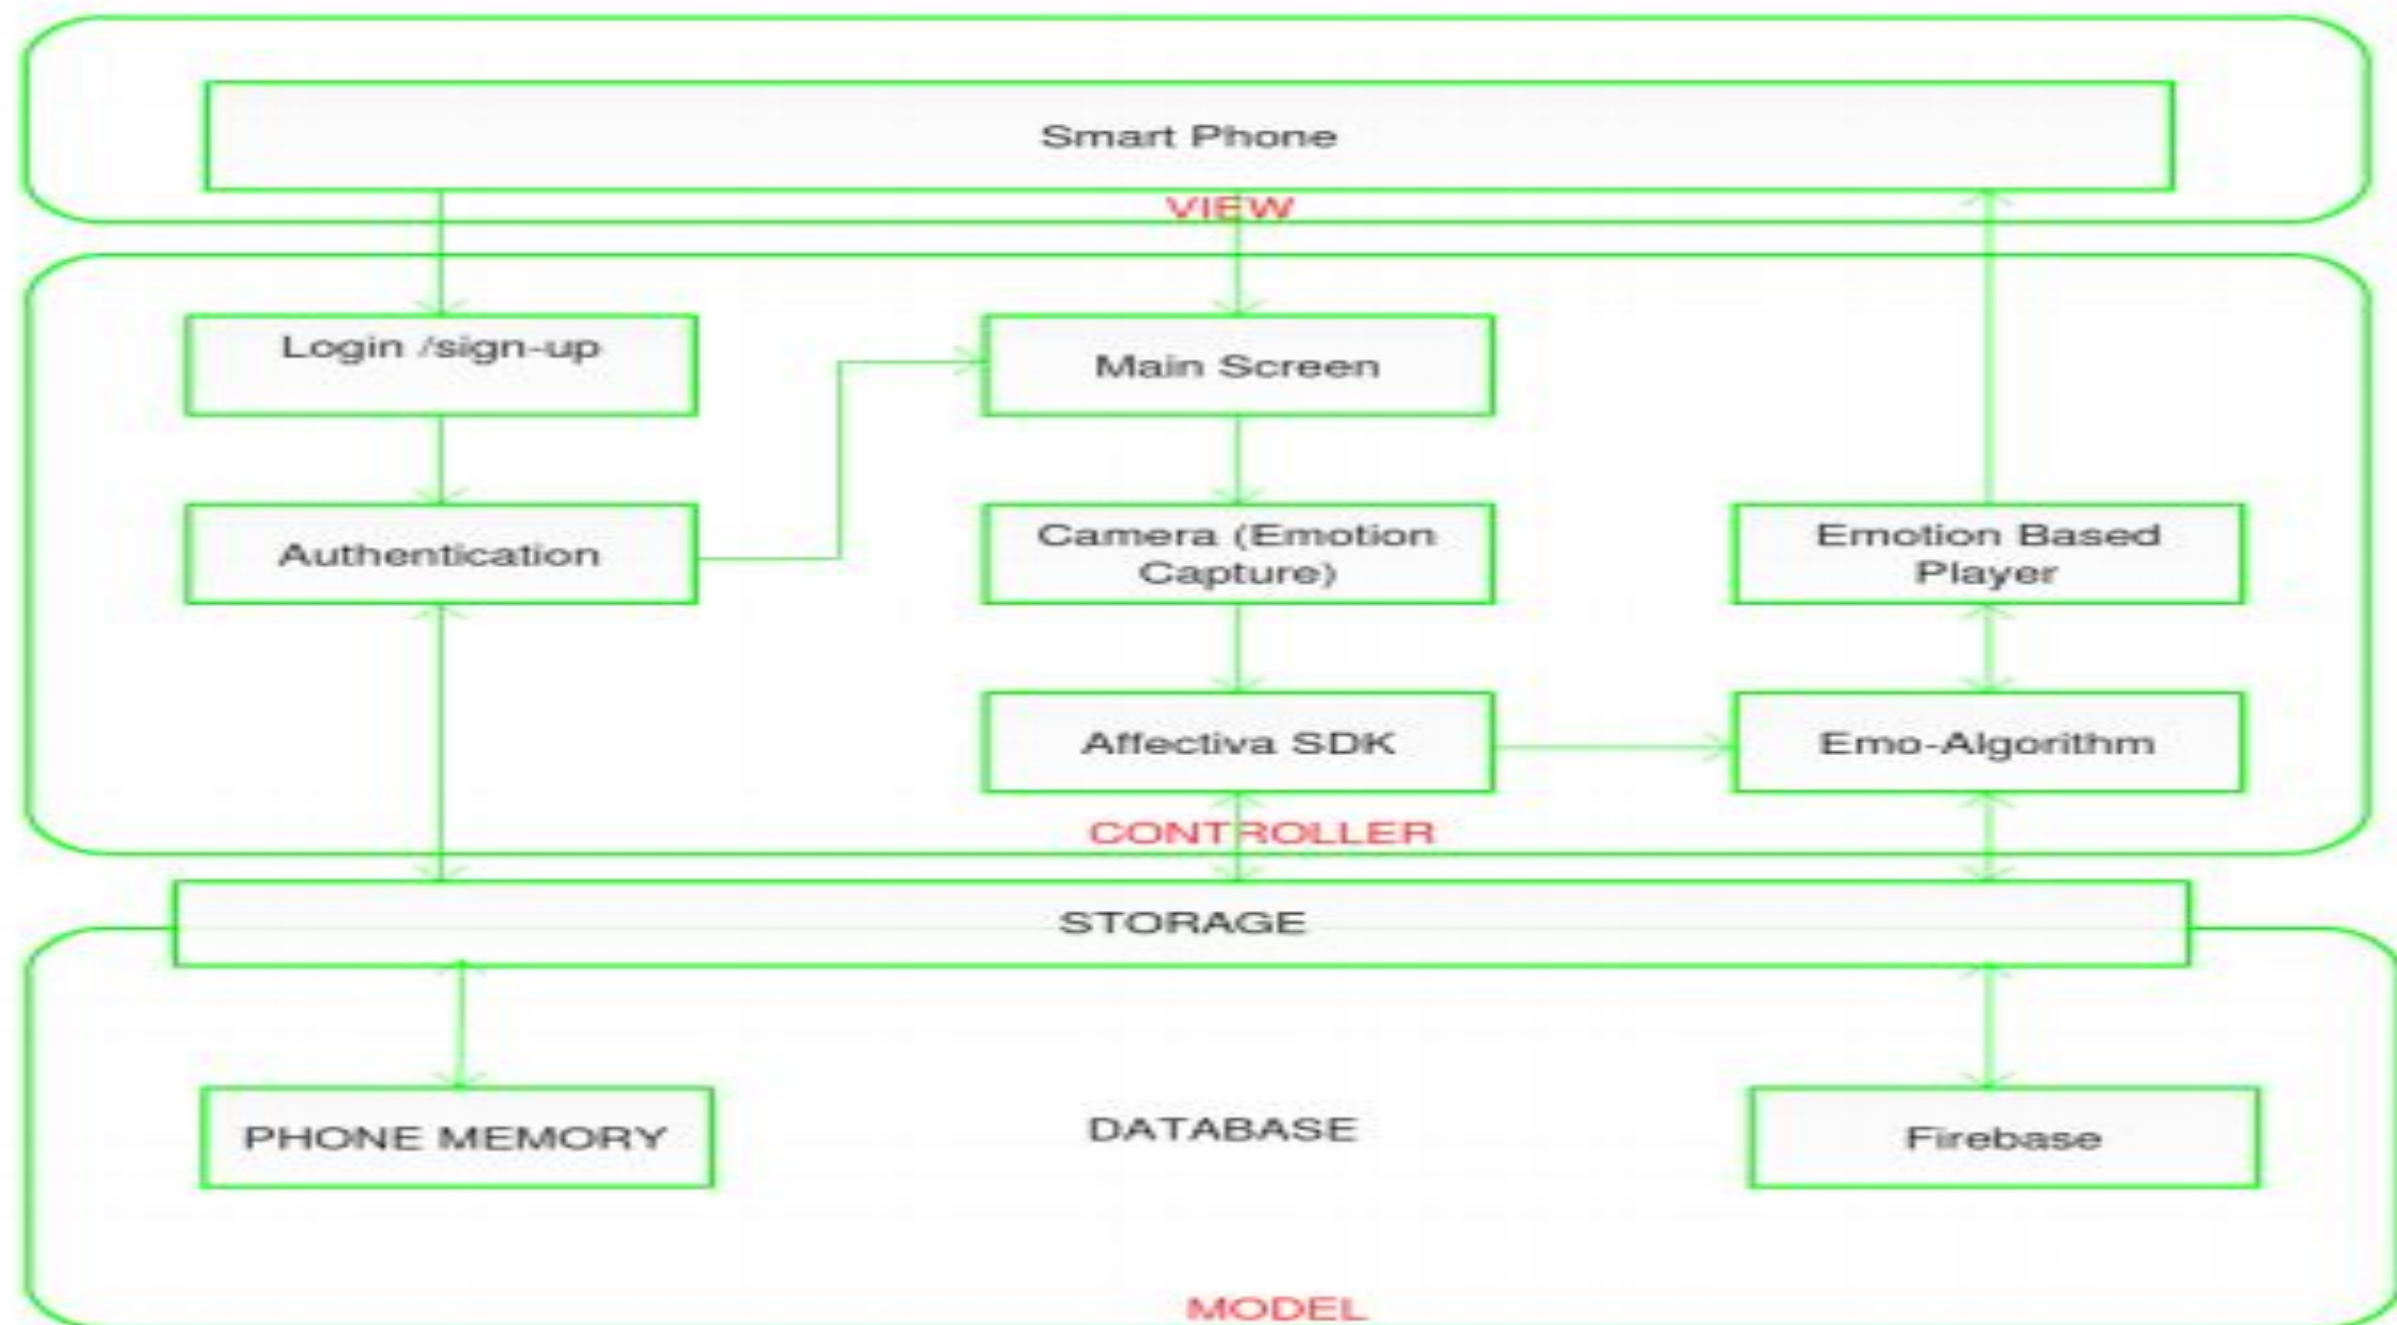 Smart Phone
VIEW
Login /sign-up
Main Screen
Authentication
Camera (Emotion
Capture)
Emotion Based
Player
Affectiva SDK
Emo-Algorithm
CONTROLLER
STORAGE
PHONE MEMORY
DATABASE
Firebase
MODEL